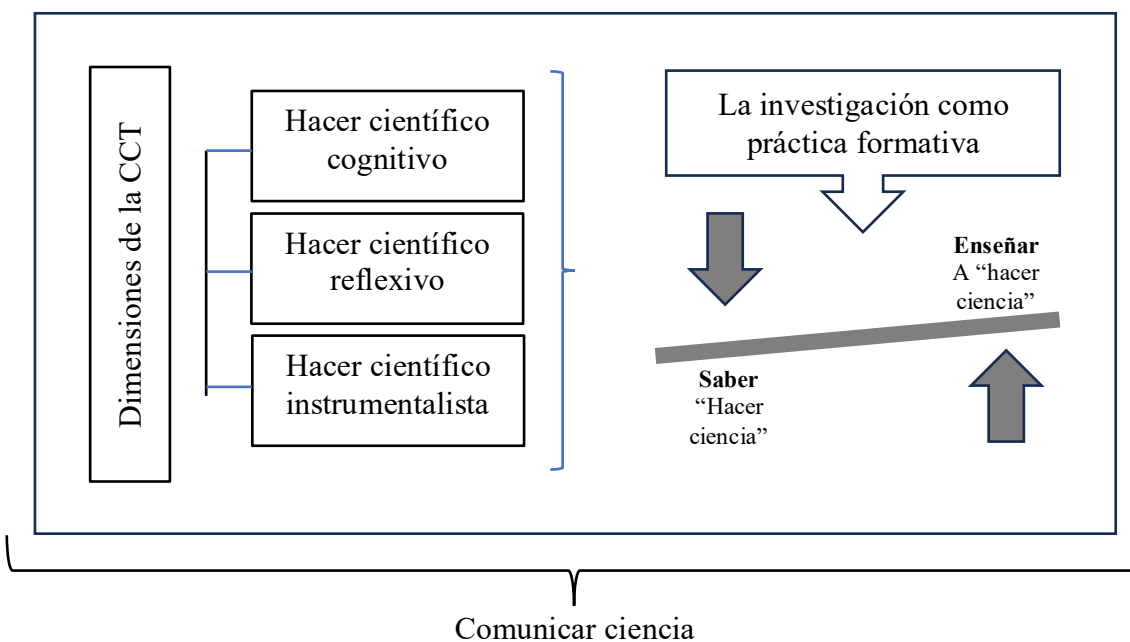 Dimensiones de la CCT
Hacer científico
cognitivo
Hacer científico
reflexivo
Hacer científico
instrumentalista
La investigación como
práctica formativa
Enseñar
A “hacer
ciencia”
Saber
“Hacer
ciencia”
Comunicar ciencia